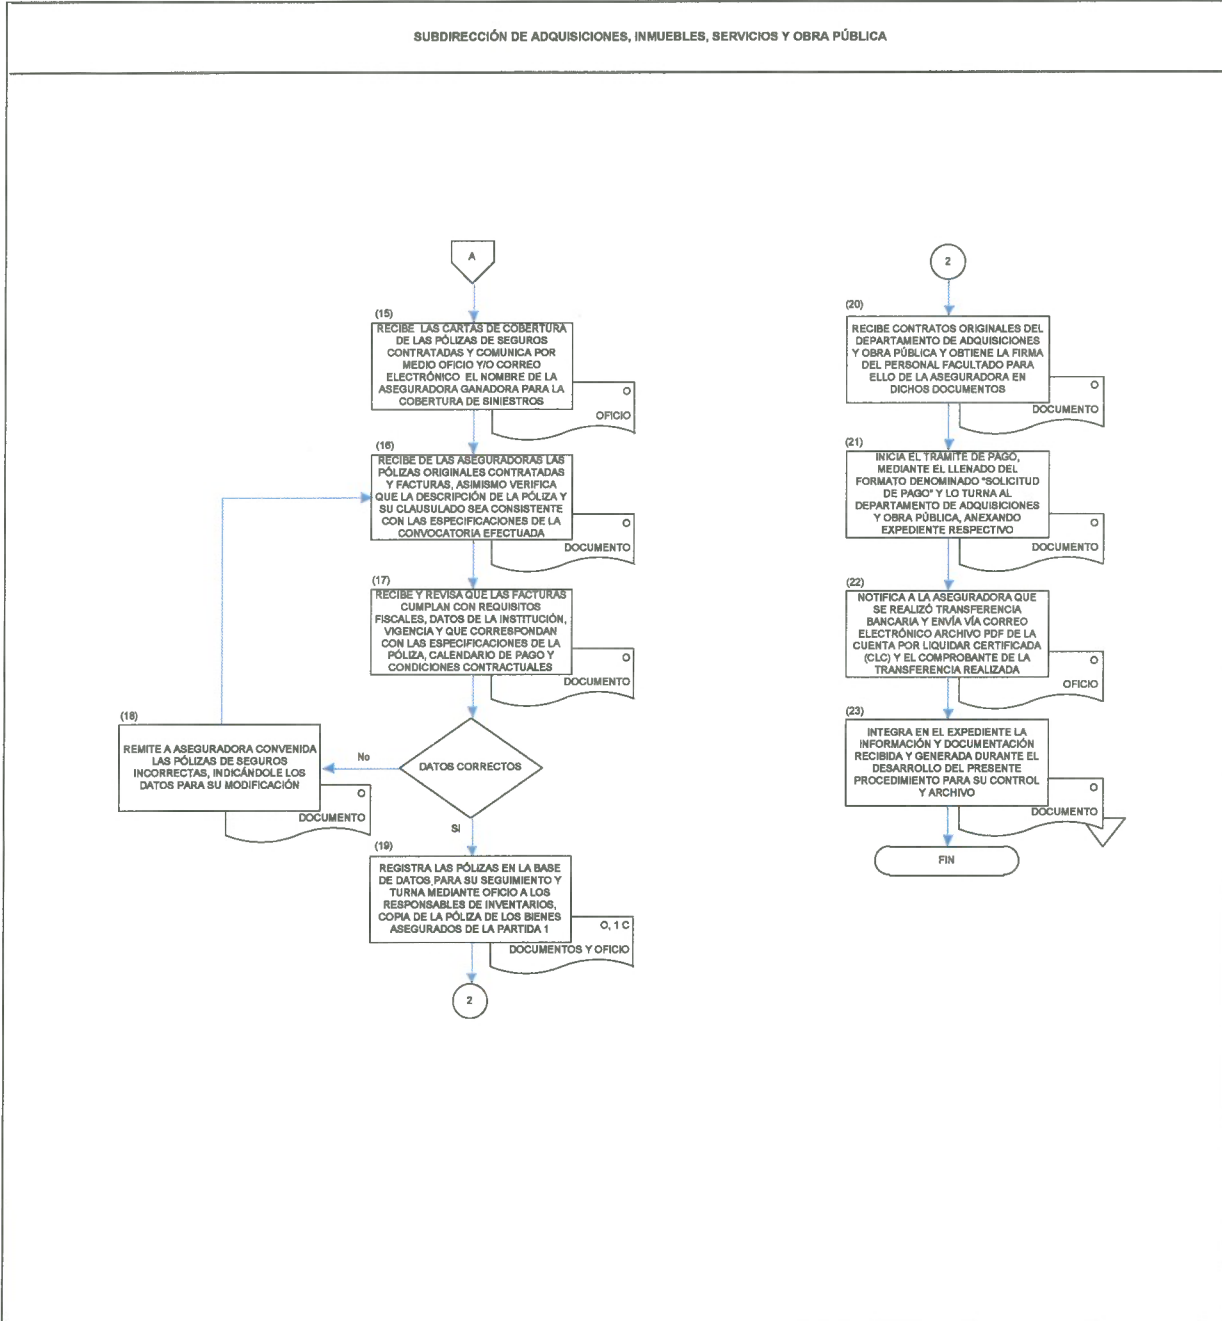 SUBDIRECCIÓN DE ADQUISICIONES, INMUEBLES, SERVICIOS Y OBRA PÚBLICA
A
(15)
RECIBE LAS CARTAS DE COBERTURA
DE LAS PÓLIZAS DE SEGUROS
CONTRATADAS Y COMUNICA POR
MEDIO OFICIO Y/O CORREO
ELECTRÓNICO EL NOMBRE DE LA
ASEGURADORA GANADORA PARA LA
COBERTURA DE SINIESTROS
O
OFICIO
(16)
RECIBE DE LAS ASEGURADORAS LAS
PÓLIZAS ORIGINALES CONTRATADAS
Y FACTURAS, ASIMISMO VERIFICA
QUE LA DESCRIPCIÓN DE LA PÓLIZA Y
SU CLAUSULADO SEA CONSISTENTE
CON LAS ESPECIFICACIONES DE LA
CONVOCATORIA EFECTUADA
O
DOCUMENTO
(17)
RECIBE Y REVISA QUE LAS FACTURAS
CUMPLAN CON REQUISITOS
FISCALES, DATOS DE LA INSTITUCIÓN,
VIGENCIA Y QUE CORRESPONDAN
CON LAS ESPECIFICACIONES DE LA
PÓLIZA, CALENDARIO DE PAGO Y
CONDICIONES CONTRACTUALES
O
DOCUMENTO
DATOS CORRECTOS
No
(18)
REMITE A ASEGURADORA CONVENIDA
LAS PÓLIZAS DE SEGUROS
INCORRECTAS, INDICÁNDOLE LOS
DATOS PARA SU MODIFICACIÓN
O
DOCUMENTO
Sí
(19)
REGISTRA LAS PÓLIZAS EN LA BASE
DE DATOS,PARA SU SEGUIMIENTO Y
TURNA MEDIANTE OFICIO A LOS
RESPONSABLES DE INVENTARIOS,
COPIA DE LA PÓLIZA DE LOS BIENES
ASEGURADOS DE LA PARTIDA 1
O, 1 C
DOCUMENTOS Y OFICIO
2
2
(20)
RECIBE CONTRATOS ORIGINALES DEL
DEPARTAMENTO DE ADQUISICIONES
Y OBRA PÚBLICA Y OBTIENE LA FIRMA
DEL PERSONAL FACULTADO PARA
ELLO DE LA ASEGURADORA EN
DICHOS DOCUMENTOS
O
DOCUMENTO
(21)
INICIA EL TRÁMITE DE PAGO,
MEDIANTE EL LLENADO DEL
FORMATO DENOMINADO "SOLICITUD
DE PAGO" Y LO TURNA AL
DEPARTAMENTO DE ADQUISICIONES
Y OBRA PÚBLICA, ANEXANDO
EXPEDIENTE RESPECTIVO
O
DOCUMENTO
(22)
NOTIFICA A LA ASEGURADORA QUE
SE REALIZÓ TRANSFERENCIA
BANCARIA Y ENVÍA VÍA CORREO
ELECTRÓNICO ARCHIVO PDF DE LA
CUENTA POR LIQUIDAR CERTIFICADA
(CLC) Y EL COMPROBANTE DE LA
TRANSFERENCIA REALIZADA
O
OFICIO
(23)
INTEGRA EN EL EXPEDIENTE LA
INFORMACIÓN Y DOCUMENTACIÓN
RECIBIDA Y GENERADA DURANTE EL
DESARROLLO DEL PRESENTE
PROCEDIMIENTO PARA SU CONTROL
Y ARCHIVO
O
DOCUMENTO
FIN